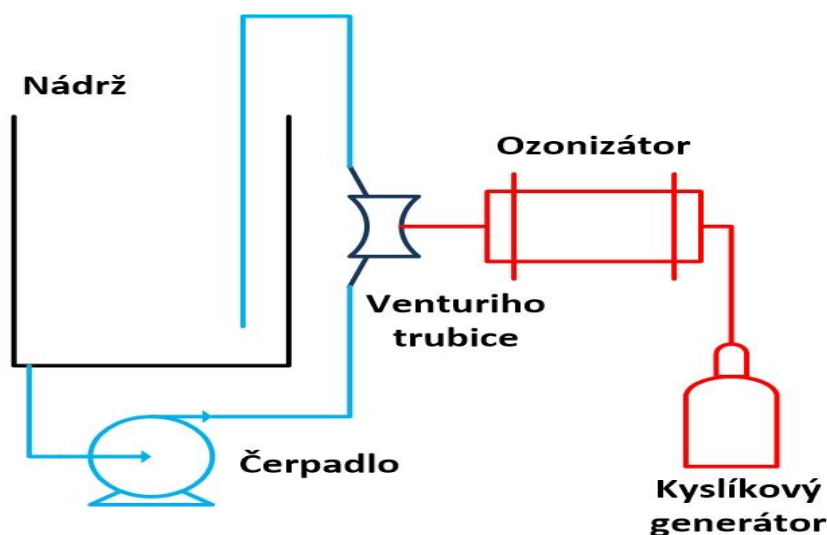 Nádrž
Ozonizátor
Venturiho
trubice
Čerpadlo
Kyslíkový
generátor